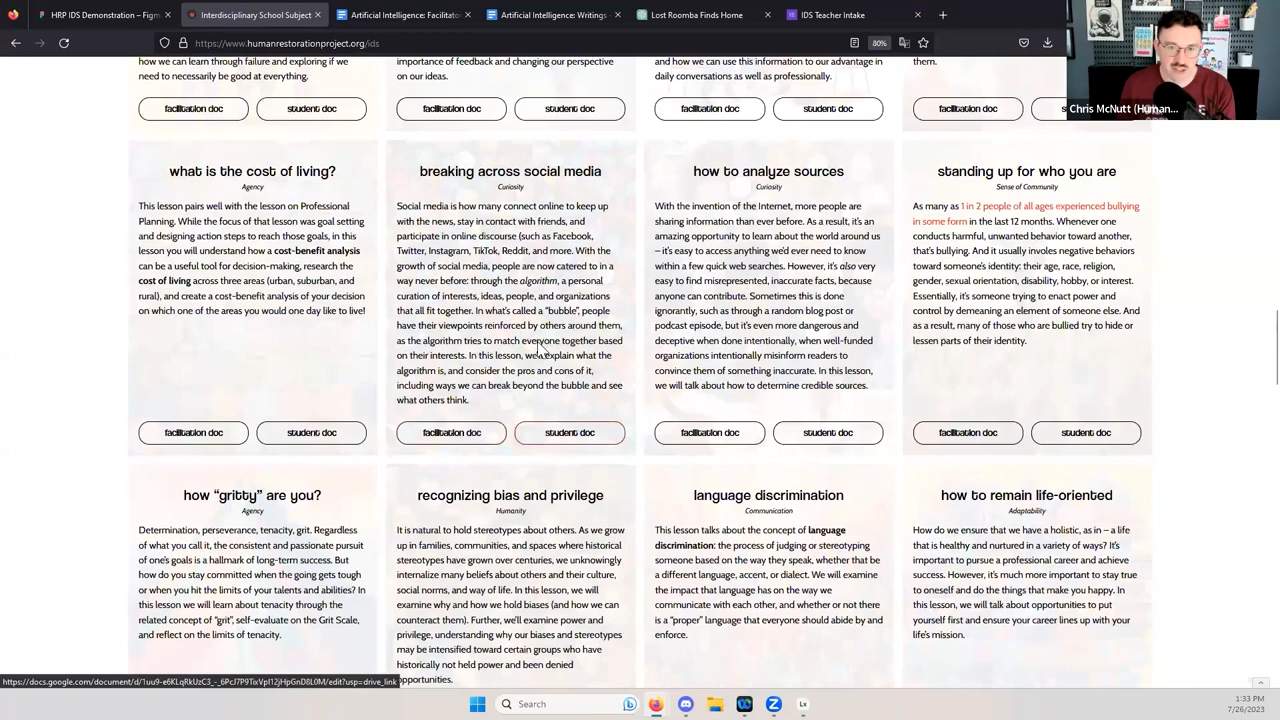 HRP IDS Demonstration – Figm
Interdisciplinary School Subject
Artificial Intelligence: Facilitati
Artificial Intelligence: Writings -
Lost Roomba Finds Home
IDS Teacher Intake
https://www.humanrestorationproject.org/ids
80%
Chris McNutt (Human...
how we can learn through failure and exploring if we
need to necessarily be good at everything.
importance of feedback and changing our perspective
on our ideas.
and how we can use this information to our advantage in
daily conversations as well as professionally.
them.
facilitation doc
student doc
facilitation doc
student doc
facilitation doc
student doc
facilitation doc
what is the cost of living?
Agency
This lesson pairs well with the lesson on Professional
Planning. While the focus of that lesson was goal setting
and designing action steps to reach those goals, in this
lesson you will understand how a cost-benefit analysis
can be a useful tool for decision-making, research the
cost of living across three areas (urban, suburban, and
rural), and create a cost-benefit analysis of your decision
on which one of the areas you would one day like to live!
facilitation doc
student doc
breaking across social media
Curiosity
Social media is how many connect online to keep up
with the news, stay in contact with friends, and
participate in online discourse (such as Facebook,
Twitter, Instagram, TikTok, Reddit, and more. With the
growth of social media, people are now catered to in a
way never before: through the algorithm, a personal
curation of interests, ideas, people, and organizations
that all fit together. In what's called a "bubble", people
have their viewpoints reinforced by others around them,
as the algorithm tries to match everyone together based
on their interests. In this lesson, we explain what the
algorithm is, and consider the pros and cons of it,
including ways we can break beyond the bubble and see
what others think.
facilitation doc
student doc
how to analyze sources
Curiosity
With the invention of the Internet, more people are
sharing information than ever before. As a result, it's an
amazing opportunity to learn about the world around us
– it's easy to access anything we'd ever need to know
within a few quick web searches. However, it's also very
easy to find misrepresented, inaccurate facts, because
anyone can contribute. Sometimes this is done
ignorantly, such as through a random blog post or
podcast episode, but it's even more dangerous and
deceptive when done intentionally, when well-funded
organizations intentionally misinform readers to
convince them of something inaccurate. In this lesson,
we will talk about how to determine credible sources.
facilitation doc
student doc
standing up for who you are
Sense of Community
As many as 1 in 2 people of all ages experienced bullying
in some form in the last 12 months. Whenever one
conducts harmful, unwanted behavior toward another,
that's bullying. And it usually involves negative behaviors
toward someone's identity: their age, race, religion,
gender, sexual orientation, disability, hobby, or interest.
Essentially, it's someone trying to enact power and
control by demeaning an element of someone else. And
as a result, many of those who are bullied try to hide or
lessen parts of their identity.
facilitation doc
student doc
how "gritty" are you?
Agency
Determination, perseverance, tenacity, grit. Regardless
of what you call it, the consistent and passionate pursuit
of one's goals is a hallmark of long-term success. But
how do you stay committed when the going gets tough
or when you hit the limits of your talents and abilities? In
this lesson we will learn about tenacity through the
related concept of "grit", self-evaluate on the Grit Scale,
and reflect on the limits of tenacity.
recognizing bias and privilege
Humanity
It is natural to hold stereotypes about others. As we grow
up in families, communities, and spaces where historical
stereotypes have grown over centuries, we unknowingly
internalize many beliefs about others and their culture,
social norms, and way of life. In this lesson, we will
examine why and how we hold biases (and how we can
counteract them). Further, we'll examine power and
privilege, understanding why our biases and stereotypes
may be intensified toward certain groups who have
historically not held power and been denied
opportunities.
language discrimination
Communication
This lesson talks about the concept of language
discrimination: the process of judging or stereotyping
someone based on the way they speak, whether that be
a different language, accent, or dialect. We will examine
the impact that language has on the way we
communicate with each other, and whether or not there
is a "proper" language that everyone should abide by and
enforce.
how to remain life-oriented
Adaptability
How do we ensure that we have a holistic, as in – a life
that is healthy and nurtured in a variety of ways? It's
important to pursue a professional career and achieve
success. However, it's much more important to stay true
to oneself and do the things that make you happy. In
this lesson, we will talk about opportunities to put
yourself first and ensure your career lines up with your
life's mission.
Search
1:33 PM
7/26/2023